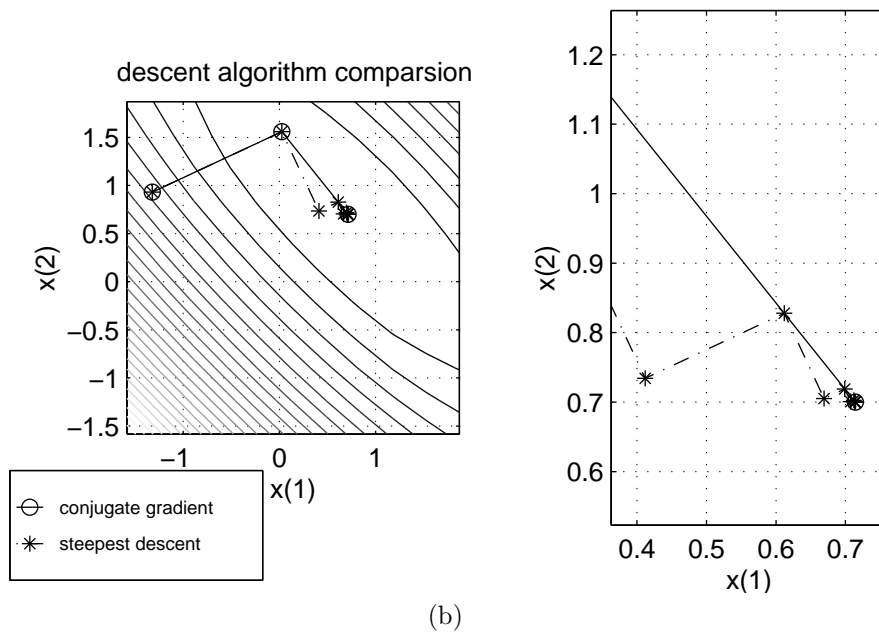 descent algorithm comparsion
x(2)
1.5
1
0.5
0
−0.5
−1
−1.5
−1
0
1
x(1)
conjugate gradient
steepest descent
x(2)
1.2
1.1
1
0.9
0.8
0.7
0.6
0.4
0.5
0.6
0.7
x(1)
(b)